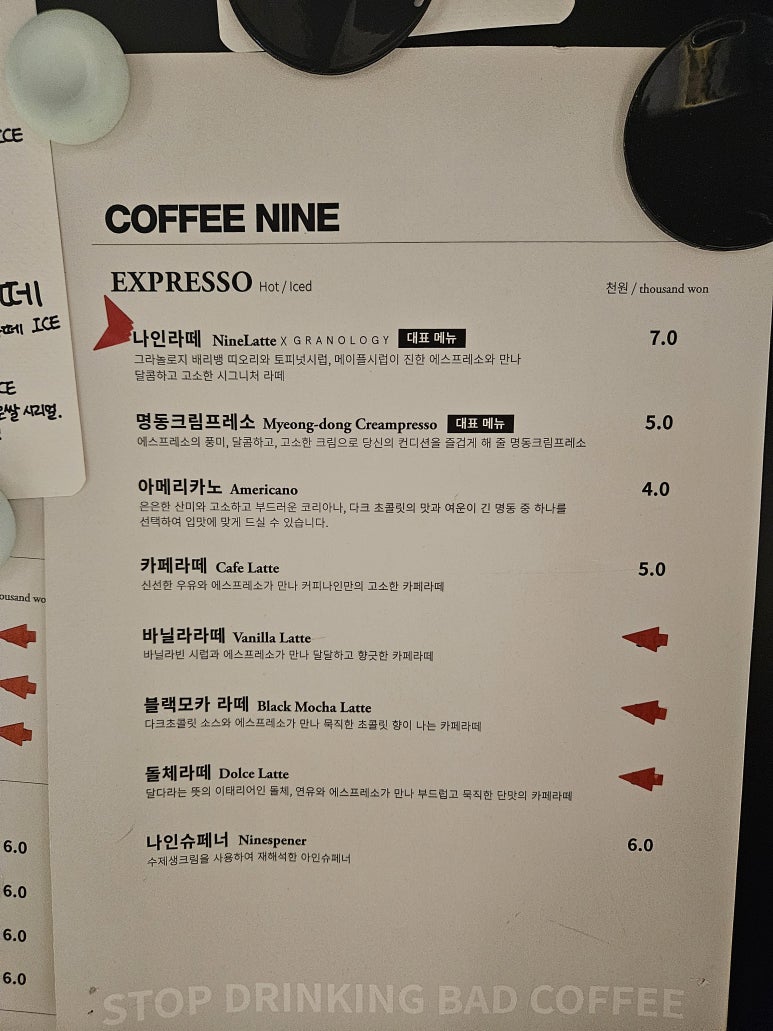 ICE
떼
ICE
ICE
시리얼.
COFFEE NINE
EXPRESSO Hot / Iced
천원 / thousand won
나인라떼 NineLatte X GRANOLOGY 대표 메뉴 7.0
그라놀로지 배리뱅 띠오리와 토피넛시럽, 메이플시럽이 진한 에스프레소와 만나
달콤하고 고소한 시그니처 라떼
명동크림프레소 Myeong-dong Creampresso 대표 메뉴 5.0
에스프레소의 풍미, 달콤하고, 고소한 크림으로 당신의 컨디션을 즐겁게 해 줄 명동크림프레소
아메리카노 Americano 4.0
은은한 산미와 고소하고 부드러운 코리아나, 다크 초콜릿의 맛과 여운이 긴 명동 중 하나를
선택하여 입맛에 맞게 드실 수 있습니다.
카페라떼 Cafe Latte 5.0
신선한 우유와 에스프레소가 만나 커피나인만의 고소한 카페라떼
바닐라라떼 Vanilla Latte
바닐라빈 시럽과 에스프레소가 만나 달달하고 향긋한 카페라떼
블랙모카 라떼 Black Mocha Latte
다크초콜릿 소스와 에스프레소가 만나 묵직한 초콜릿 향이 나는 카페라떼
돌체라떼 Dolce Latte
달다라는 뜻의 이태리어인 돌체, 연유와 에스프레소가 만나 부드럽고 묵직한 단맛의 카페라떼
나인슈페너 Ninespener 6.0
수제생크림을 사용하여 재해석한 아인슈페너
6.0
6.0
6.0
6.0
STOP DRINKING BAD COFFEE